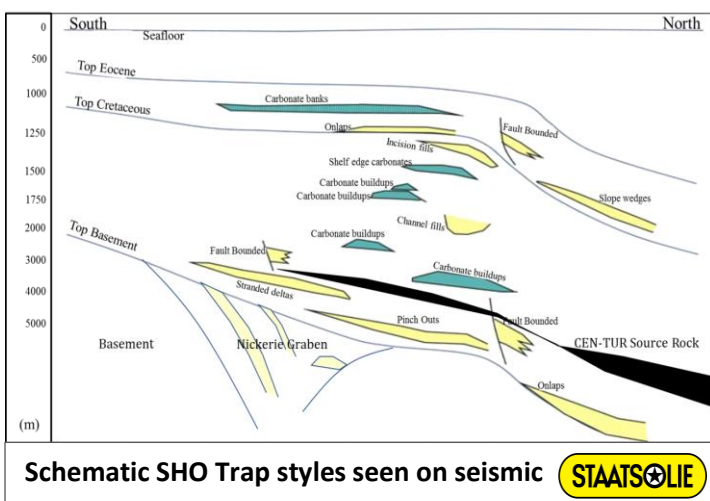 South
North
0
Seafloor
500
Top Eocene
1000
Carbonate banks
Top Cretaceous
1250
Onlaps
Fault Bounded
Incision fills
1500
Shelf edge carbonates
Carbonate buildups
1750
Carbonate buildups
Slope wedges
2000
Channel fills
Top Basement
Carbonate buildups
Fault Bounded
3000
Carbonate buildups
4000
Stranded deltas
5000
Pinch Outs
Fault Bounded
Basement
Nickerie Graben
CEN-TUR Source Rock
Onlaps
(m)
Schematic SHO Trap styles seen on seismic
STAATSOLIE